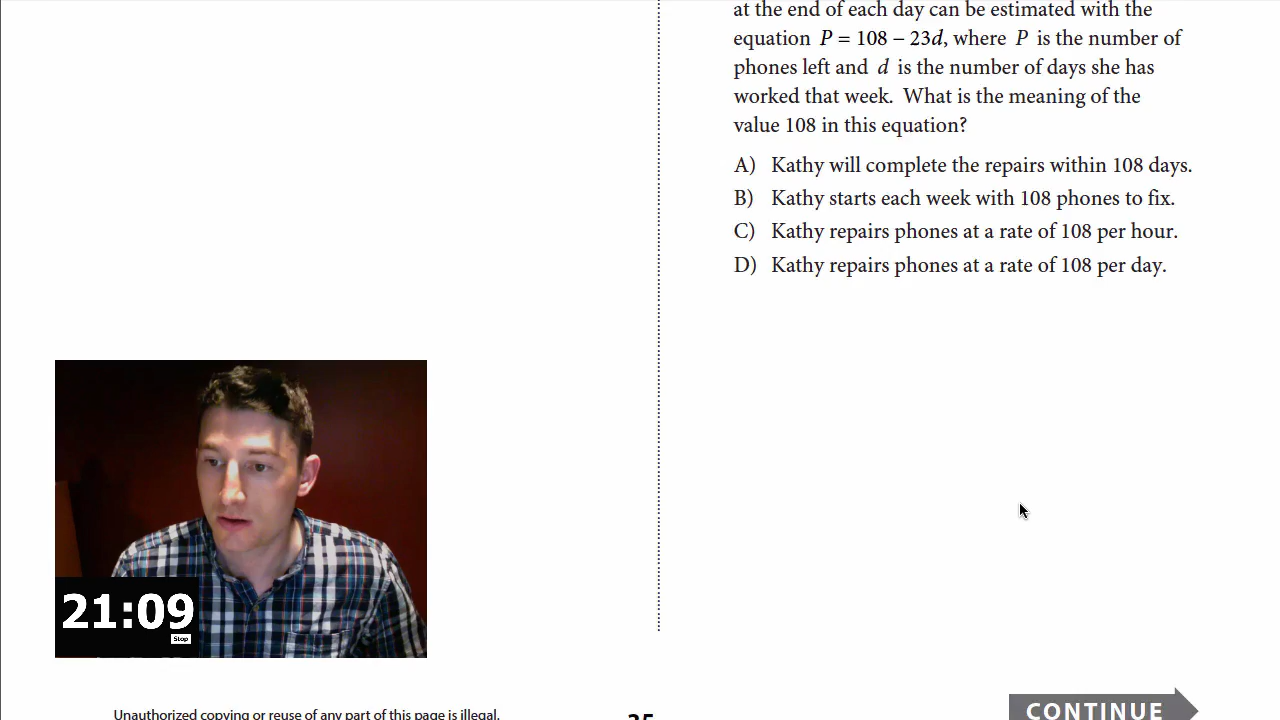 at the end of each day can be estimated with the
equation P = 108 − 23d, where P is the number of
phones left and d is the number of days she has
worked that week. What is the meaning of the
value 108 in this equation?
A) Kathy will complete the repairs within 108 days.
B) Kathy starts each week with 108 phones to fix.
C) Kathy repairs phones at a rate of 108 per hour.
D) Kathy repairs phones at a rate of 108 per day.
21:09
Stop
Unauthorized copying or reuse of any part of this page is illegal.
CONTINUE